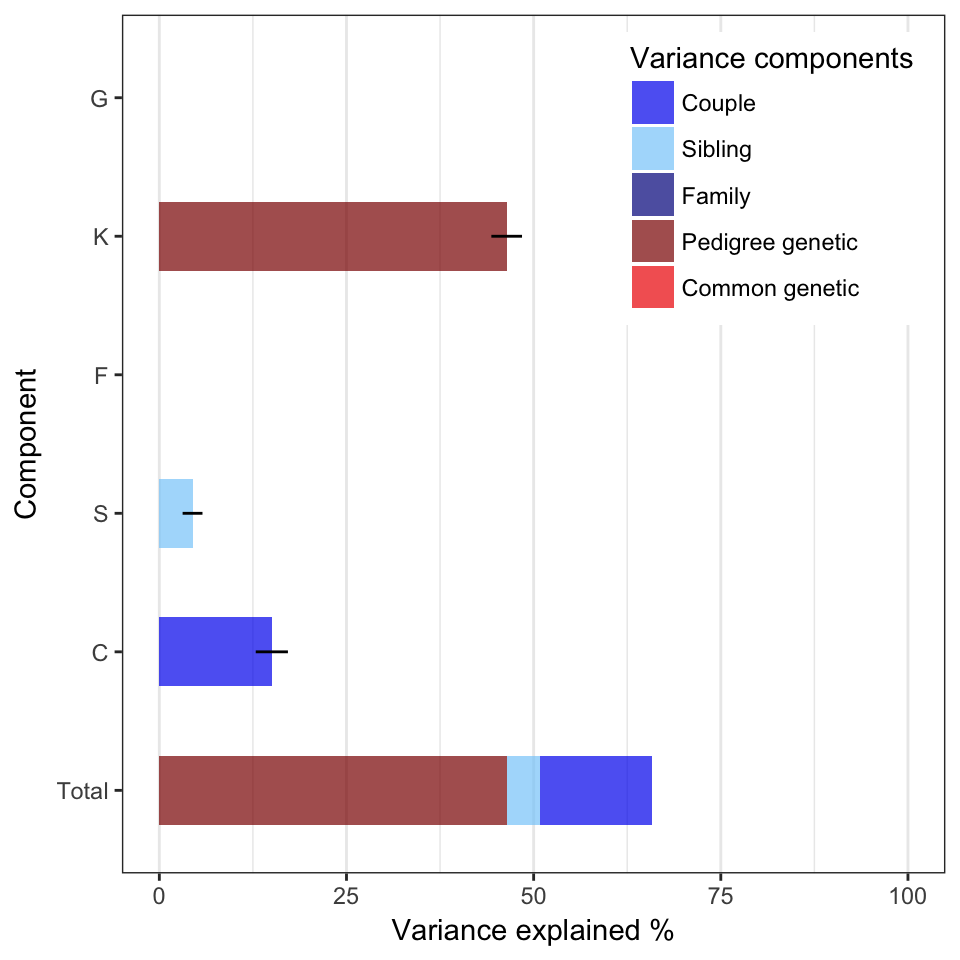 Variance components
Couple
Sibling
Family
Pedigree genetic
Common genetic
Component
G
K
F
S
C
Total
0 25 50 75 100
Variance explained %